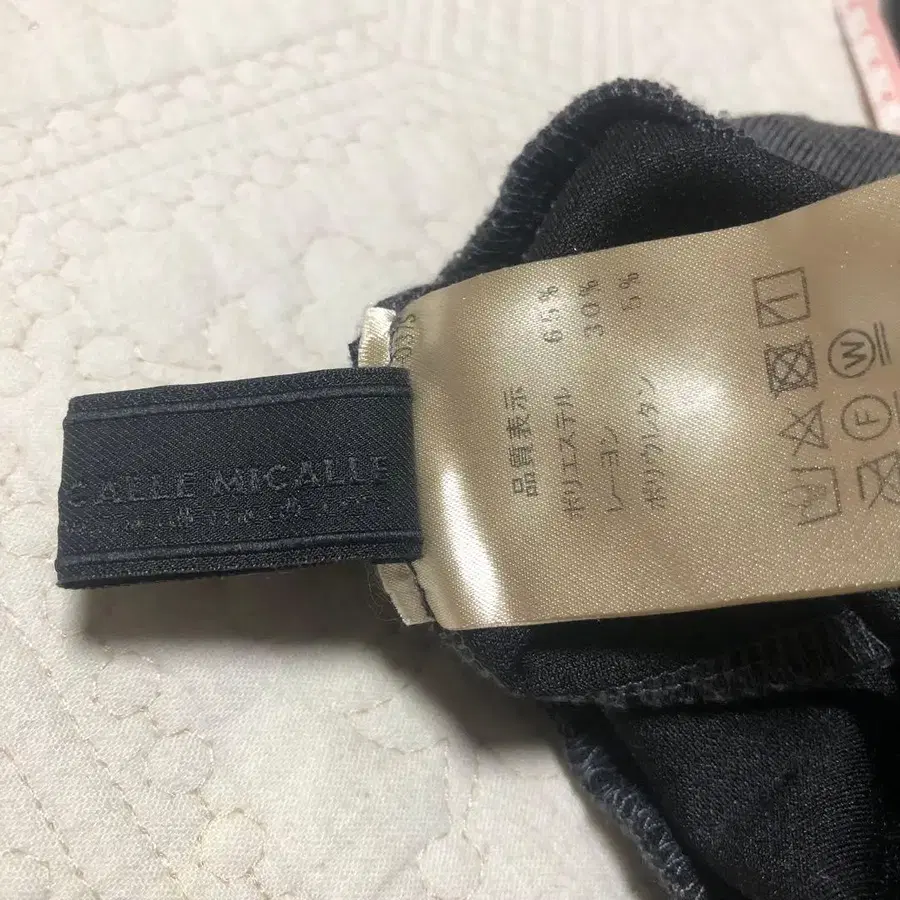 CALLE MICALLE
品質表示
ポリエステル 65%
レーヨン 30%
ポリウレタン 5%
W
F